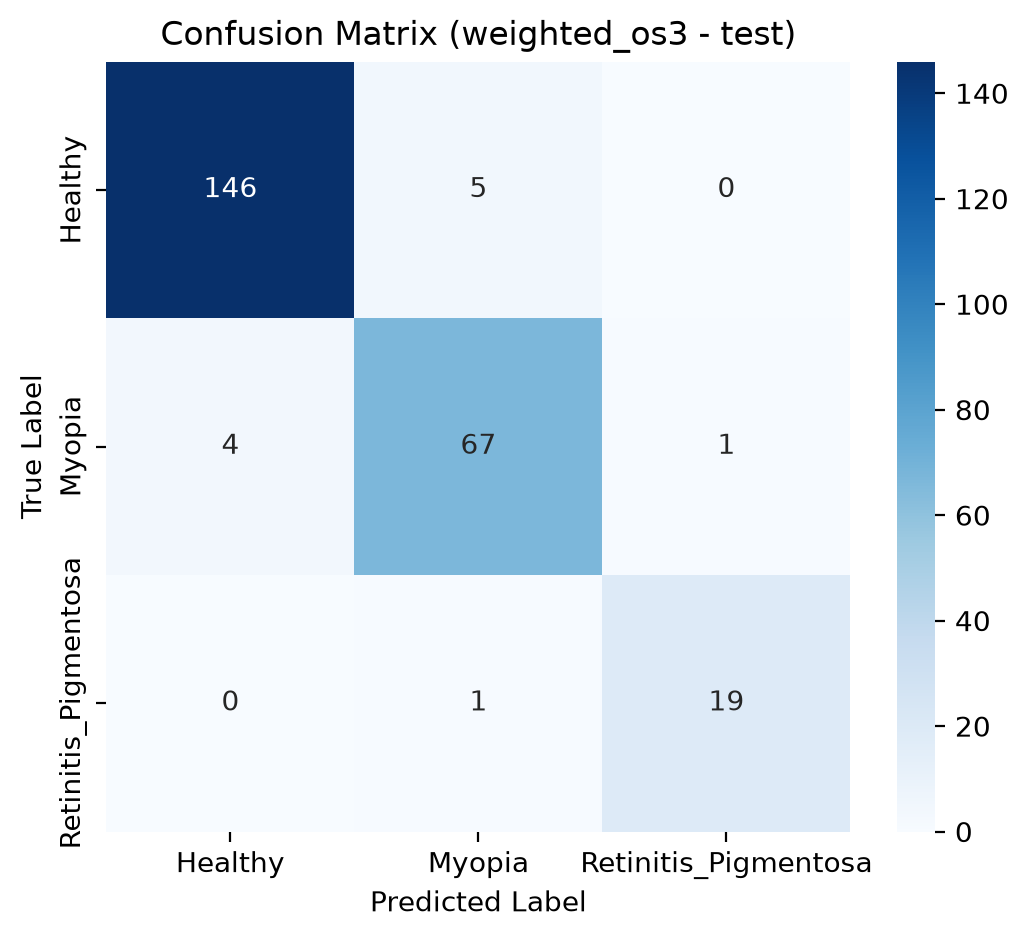 Confusion Matrix (weighted_os3 - test)
True Label
Healthy
Myopia
Retinitis_Pigmentosa
146 5 0
4 67 1
0 1 19
Healthy Myopia Retinitis_Pigmentosa
Predicted Label
140
120
100
80
60
40
20
0